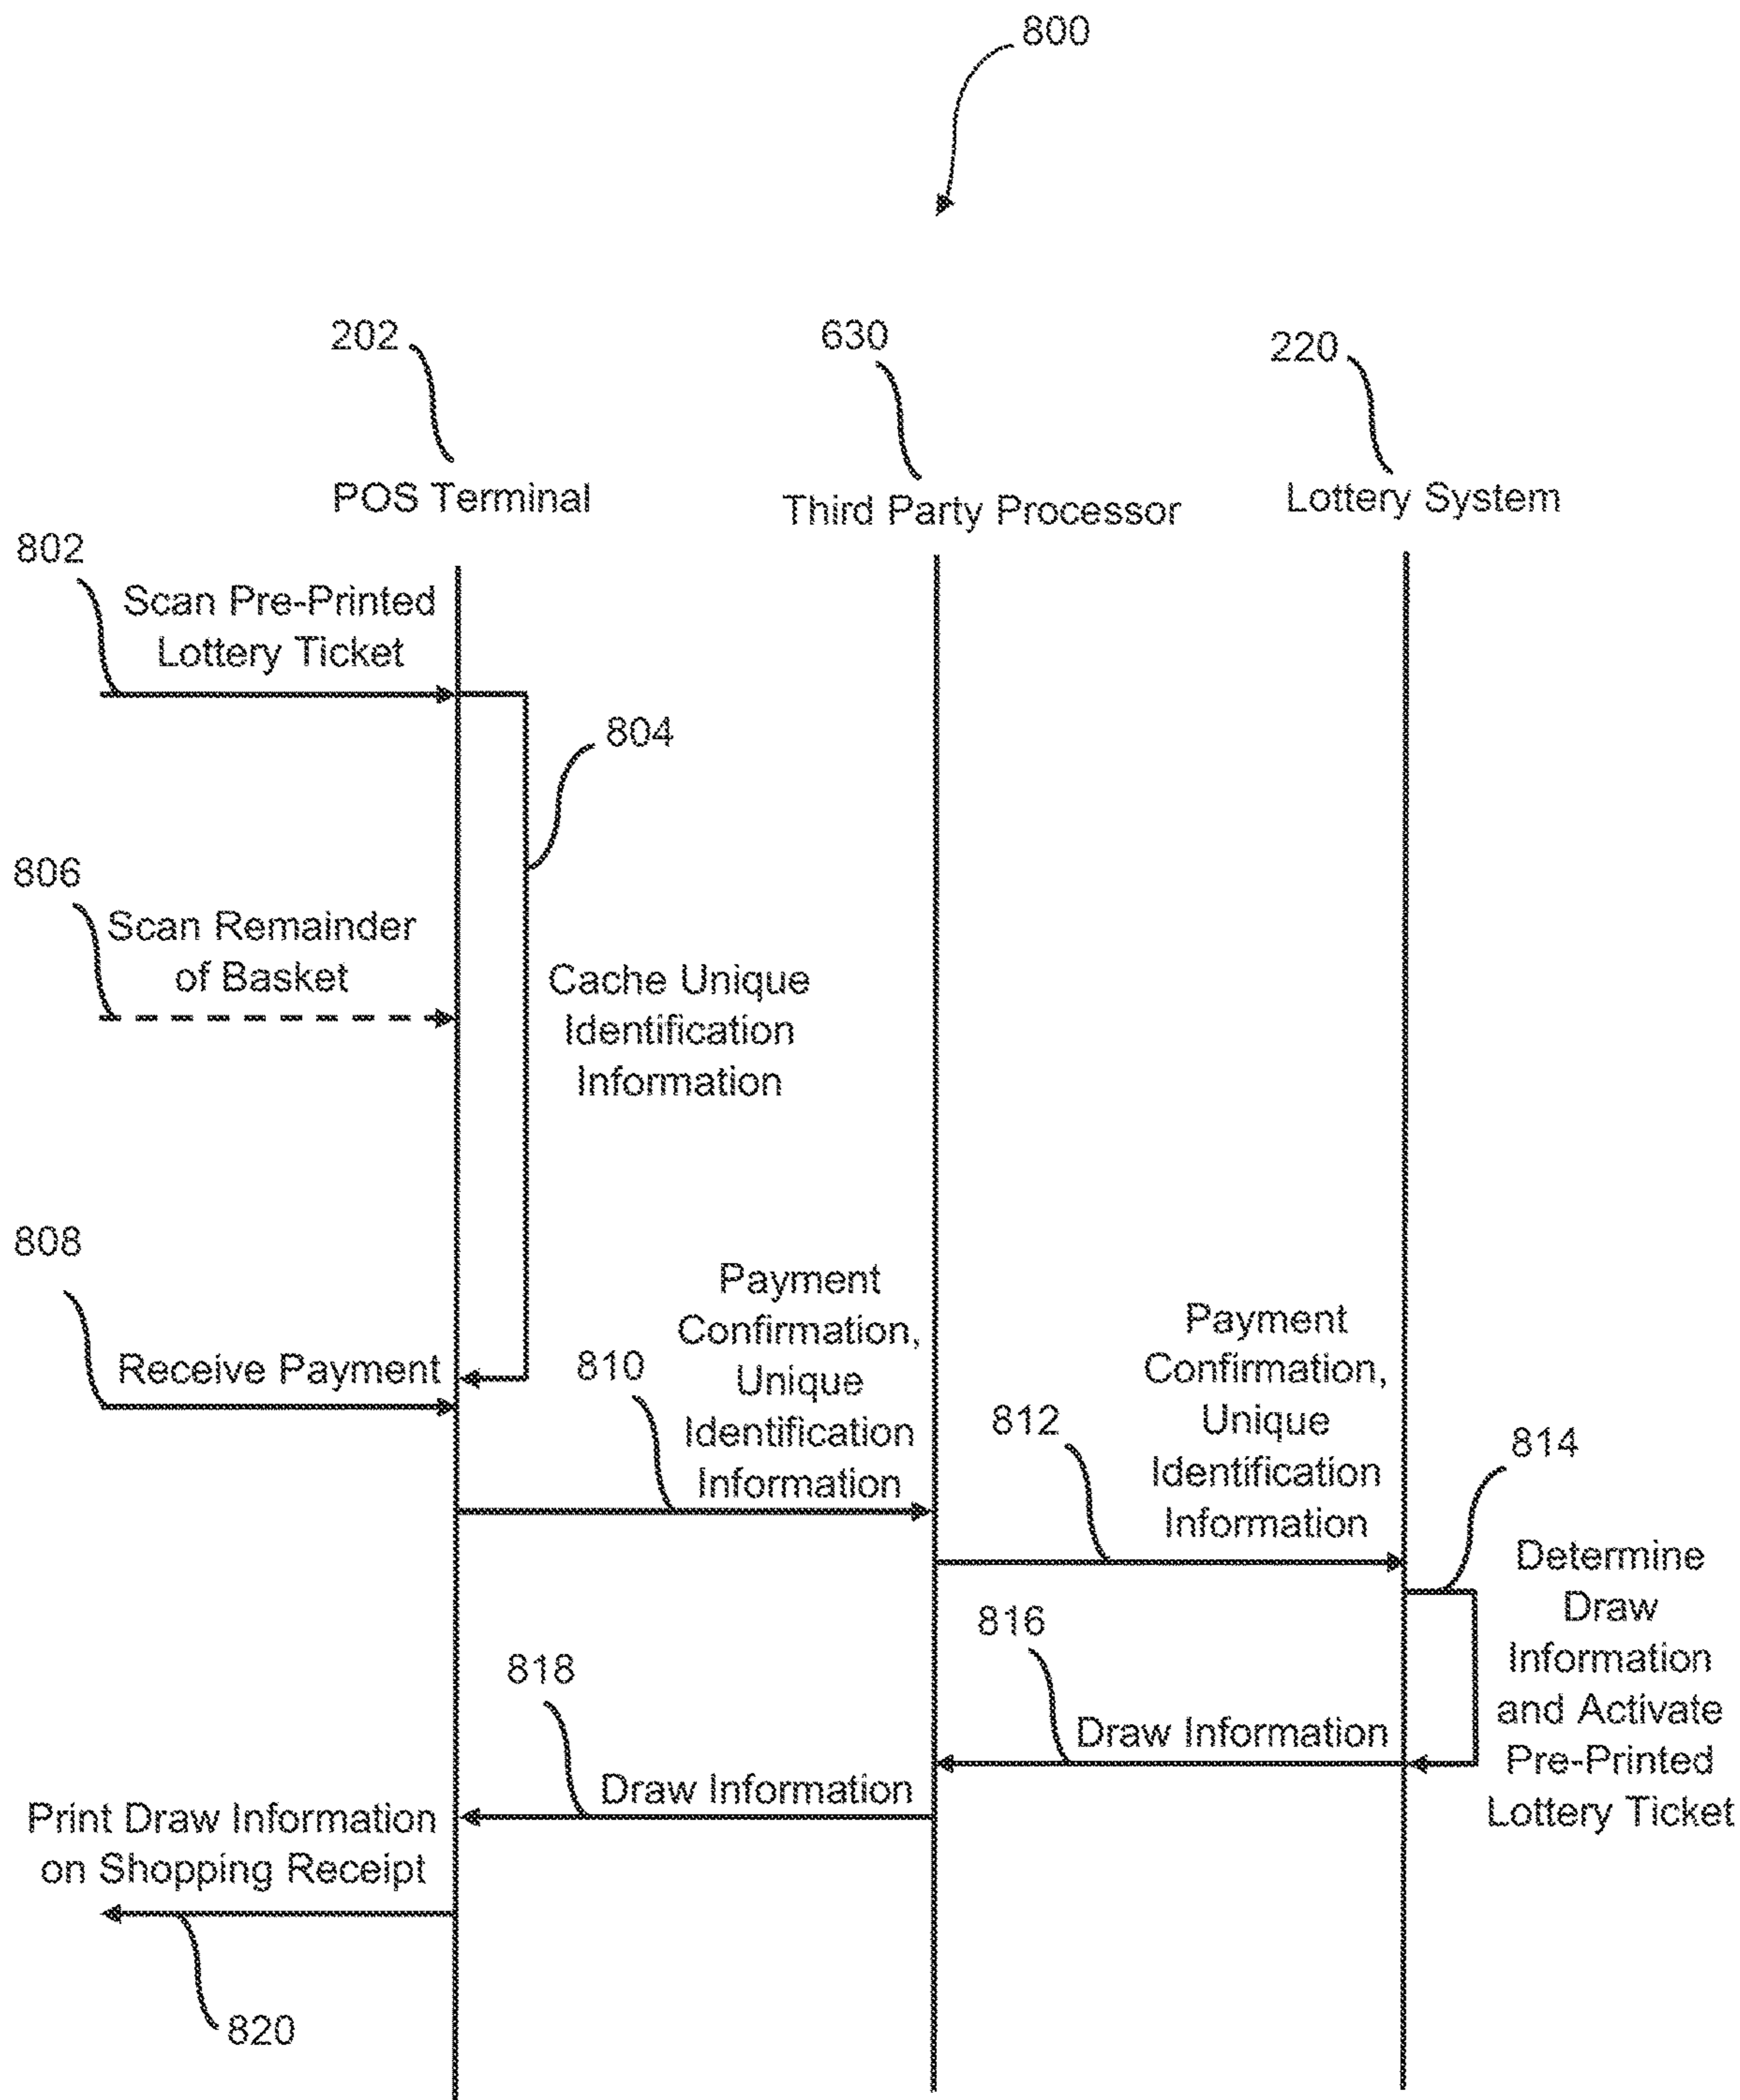 800
202
630
220
POS Terminal
Third Party Processor
Lottery System
802
Scan Pre-Printed
Lottery Ticket
804
806
Scan Remainder
of Basket
Cache Unique
Identification
Information
808
Receive Payment
810
Payment
Confirmation,
Unique
Identification
Information
812
Payment
Confirmation,
Unique
Identification
Information
814
Determine
Draw
Information
and Activate
Pre-Printed
Lottery Ticket
816
Draw Information
818
Draw Information
Print Draw Information
on Shopping Receipt
820